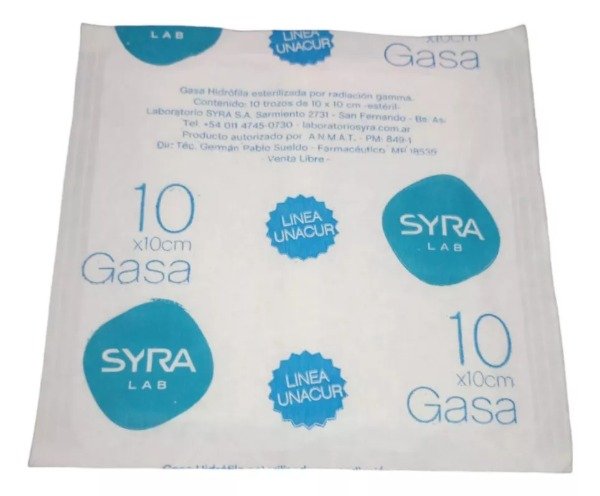 LAB
LINEA
UNACUR
x10cm
Gasa
Gasa Hidrófila esterilizada por radiación gamma.
Contenido: 10 trozos de 10 x 10 cm -estéril-
Laboratorio SYRA S.A. Sarmiento 2731 - San Fernando - Bs. As.
Tel: +54 011 4745-0730 - laboratoriosyra.com.ar
Producto autorizado por A.N.M.A.T. - PM: 849-1
Dir: Téc. Germán Pablo Sueldo - Farmacéutico. MP 18536
- Venta Libre -
10
x10cm
Gasa
LINEA
UNACUR
SYRA
LAB
SYRA
LAB
LINEA
UNACUR
10
x10cm
Gasa